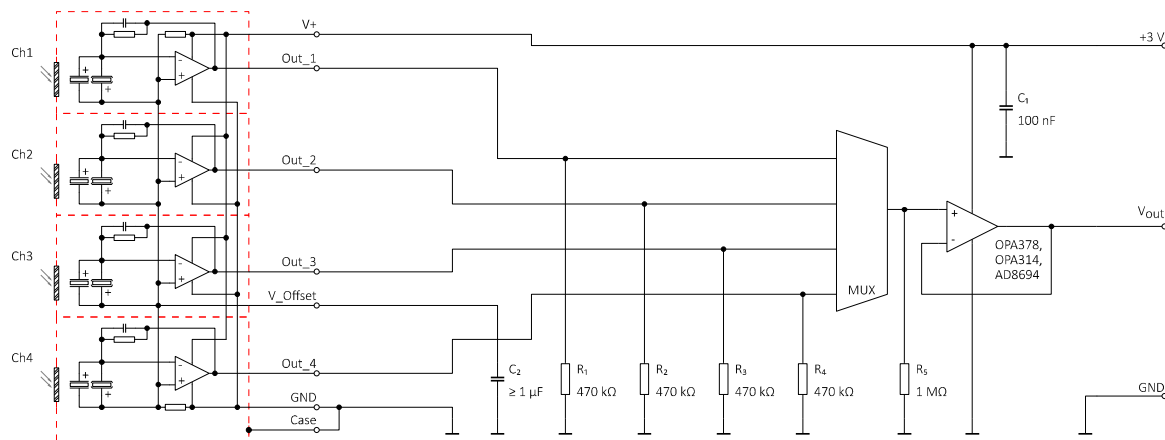 Ch1
V+
Out_1
+3 V
C₁
100 nF
Ch2
Out_2
Ch3
Out_3
V_Offset
MUX
+
-
OPA378,
OPA314,
AD8694
Vout
Ch4
Out_4
C₂
≥ 1 µF
R₁
470 kΩ
R₂
470 kΩ
R₃
470 kΩ
R₄
470 kΩ
R₅
1 MΩ
GND
GND
Case